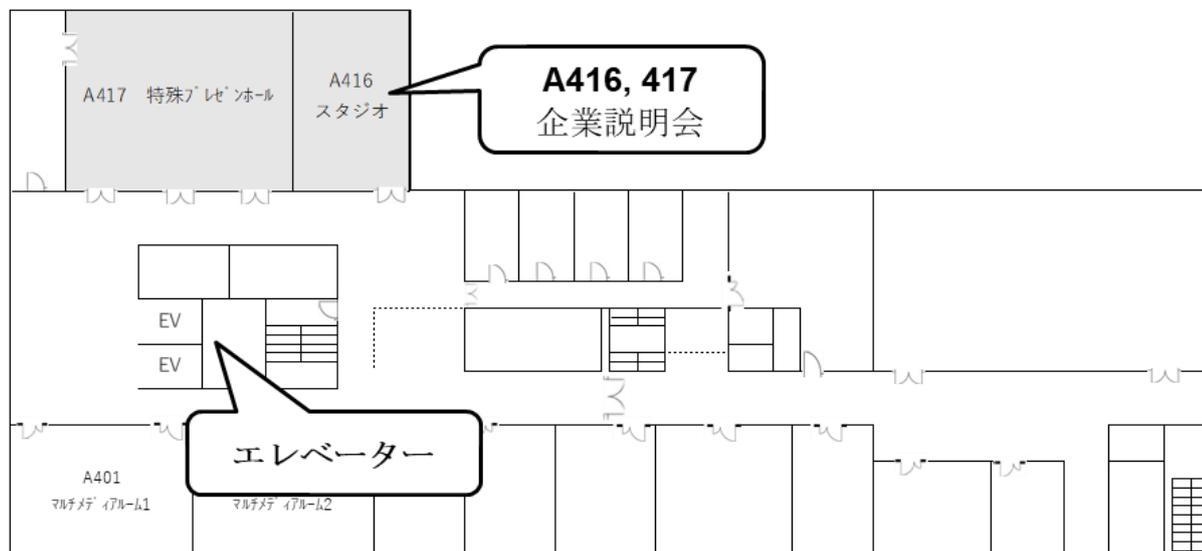 A417　特殊ﾌﾟﾚｾﾞﾝﾎｰﾙ
A416
スタジオ
A416, 417
企業説明会
EV
EV
エレベーター
A401
ﾏﾙﾁﾒﾃﾞｨｱﾙｰﾑ1
ﾏﾙﾁﾒﾃﾞｨｱﾙｰﾑ2